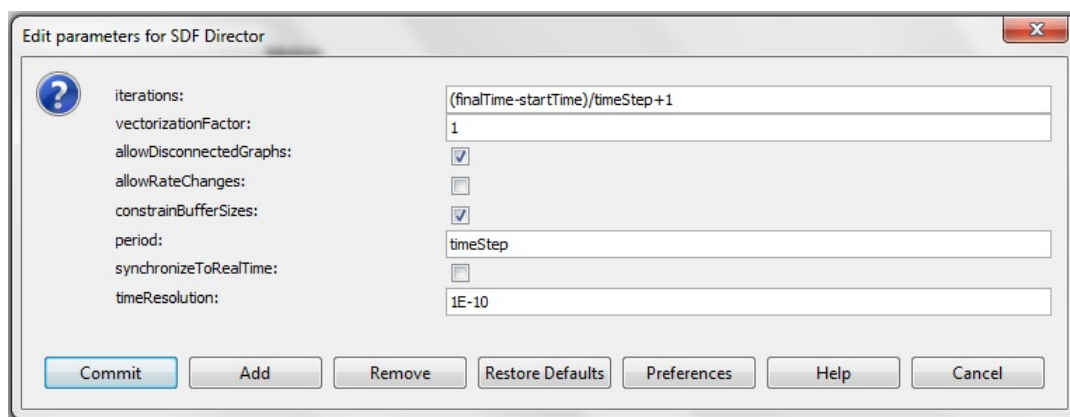 Edit parameters for SDF Director
iterations: (finalTime-startTime)/timeStep+1
vectorizationFactor: 1
allowDisconnectedGraphs:
allowRateChanges:
constrainBufferSizes:
period: timeStep
synchronizeToRealTime:
timeResolution: 1E-10
Commit Add Remove Restore Defaults Preferences Help Cancel